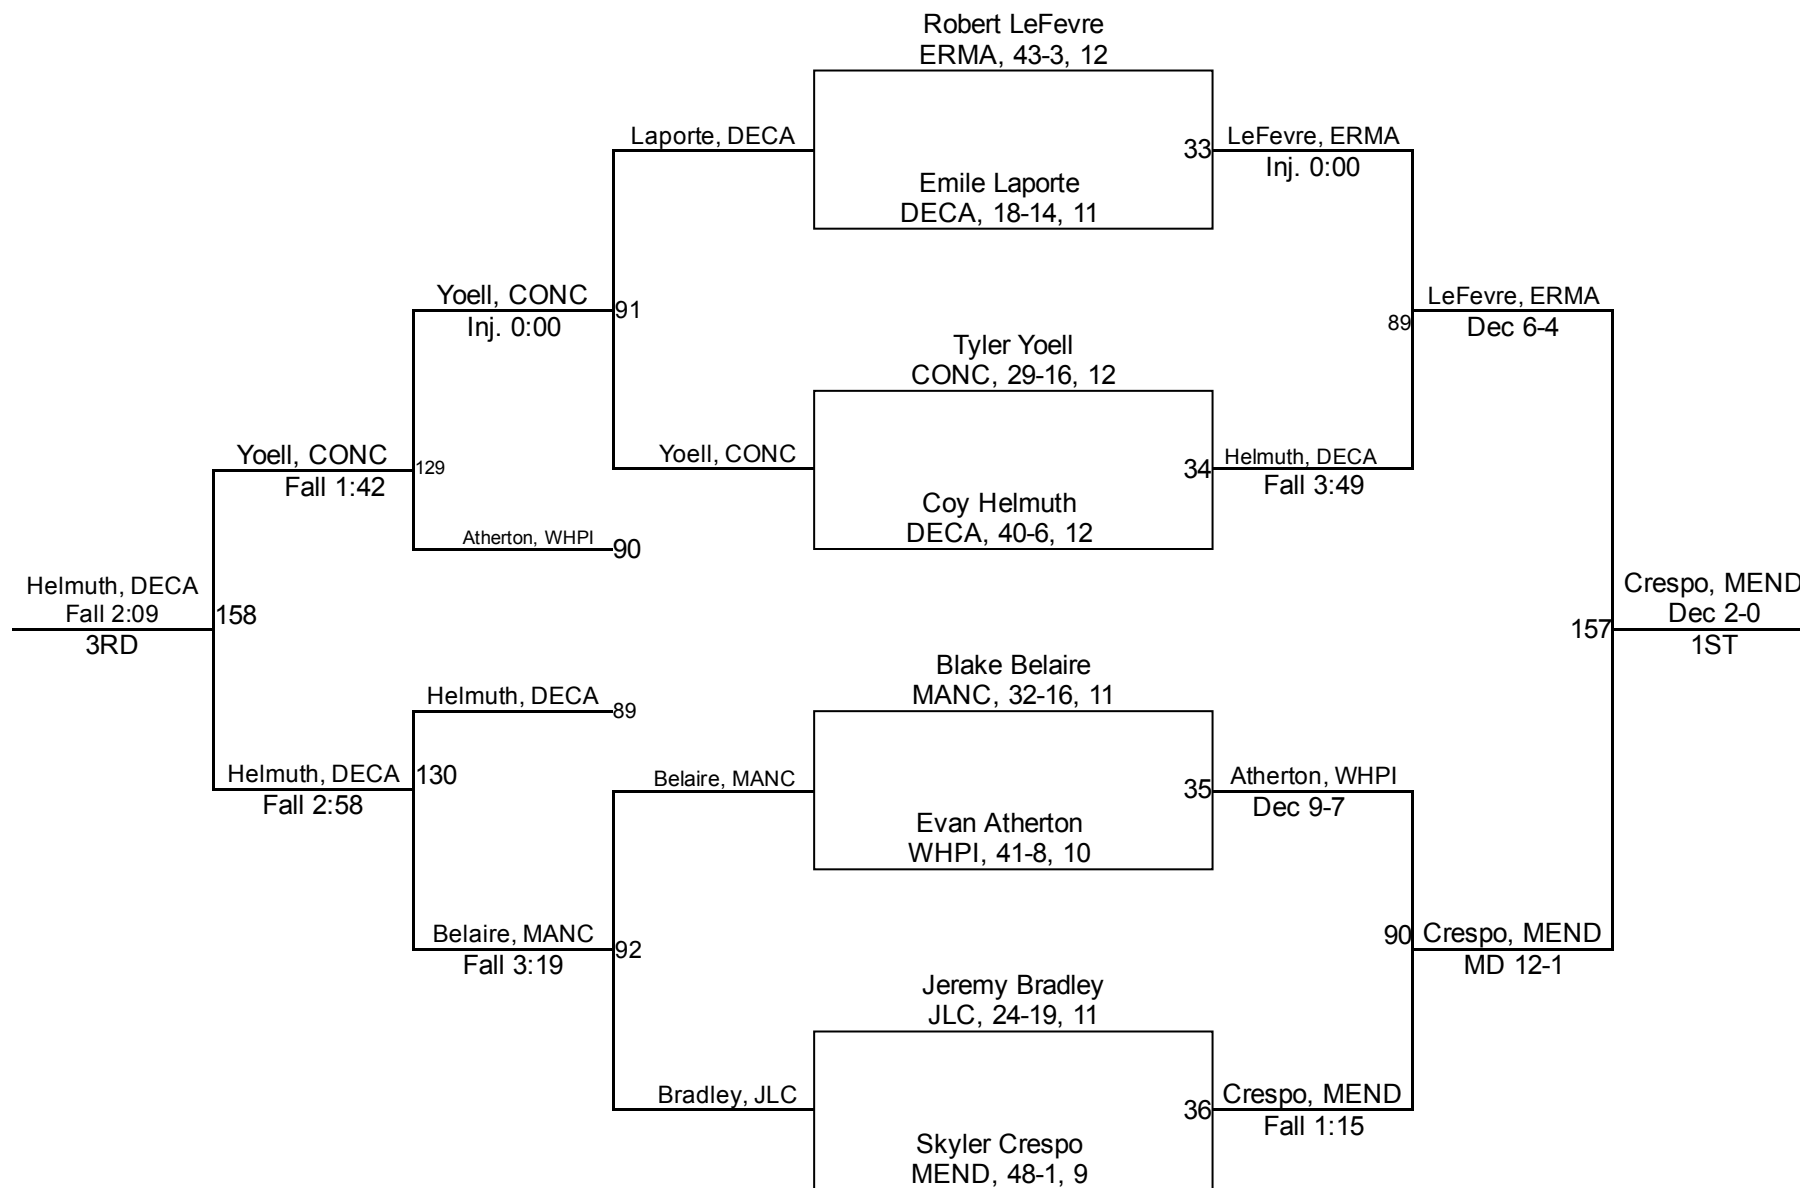 Robert LeFevre
ERMA, 43-3, 12
Laporte, DECA
33
LeFevre, ERMA
Inj. 0:00
Emile Laporte
DECA, 18-14, 11
Yoell, CONC
Inj. 0:00
91
89
LeFevre, ERMA
Dec 6-4
Tyler Yoell
CONC, 29-16, 12
Yoell, CONC
Fall 1:42
129
Yoell, CONC
34
Helmuth, DECA
Fall 3:49
Coy Helmuth
DECA, 40-6, 12
Atherton, WHPI
90
Helmuth, DECA
Fall 2:09
3RD
158
157
Crespo, MEND
Dec 2-0
1ST
Blake Belaire
MANC, 32-16, 11
Helmuth, DECA
89
Helmuth, DECA
Fall 2:58
130
Belaire, MANC
35
Atherton, WHPI
Dec 9-7
Evan Atherton
WHPI, 41-8, 10
Belaire, MANC
Fall 3:19
92
90
Crespo, MEND
MD 12-1
Jeremy Bradley
JLC, 24-19, 11
Bradley, JLC
36
Crespo, MEND
Fall 1:15
Skyler Crespo
MEND, 48-1, 9